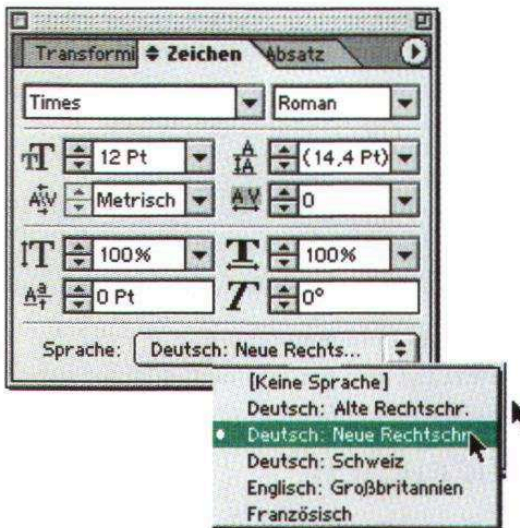 Transformi Zeichen Absatz
Times Roman
12 Pt (14,4 Pt)
Metrisch 0
100% 100%
0 Pt 0°
Sprache: Deutsch: Neue Rechts...
[Keine Sprache]
Deutsch: Alte Rechtschr.
Deutsch: Neue Rechtschr.
Deutsch: Schweiz
Englisch: Großbritannien
Französisch